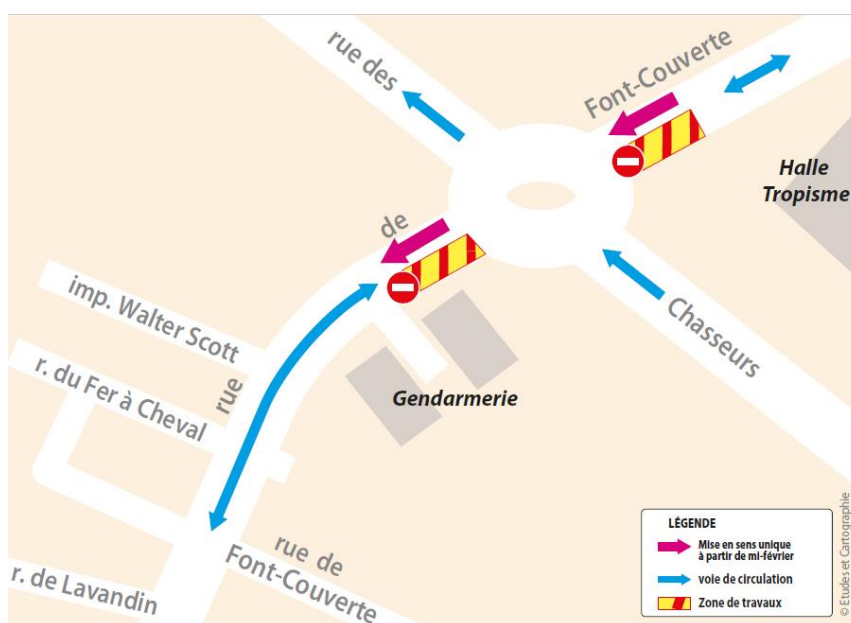 rue des
Font-Couverte
Halle
Tropisme
de
imp. Walter Scott
r. du Fer à Cheval
rue
Chasseurs
Gendarmerie
rue de
Font-Couverte
r. de Lavandin
LÉGENDE
Mise en sens unique
à partir de mi-février
voie de circulation
Zone de travaux
© Etudes et Cartographie